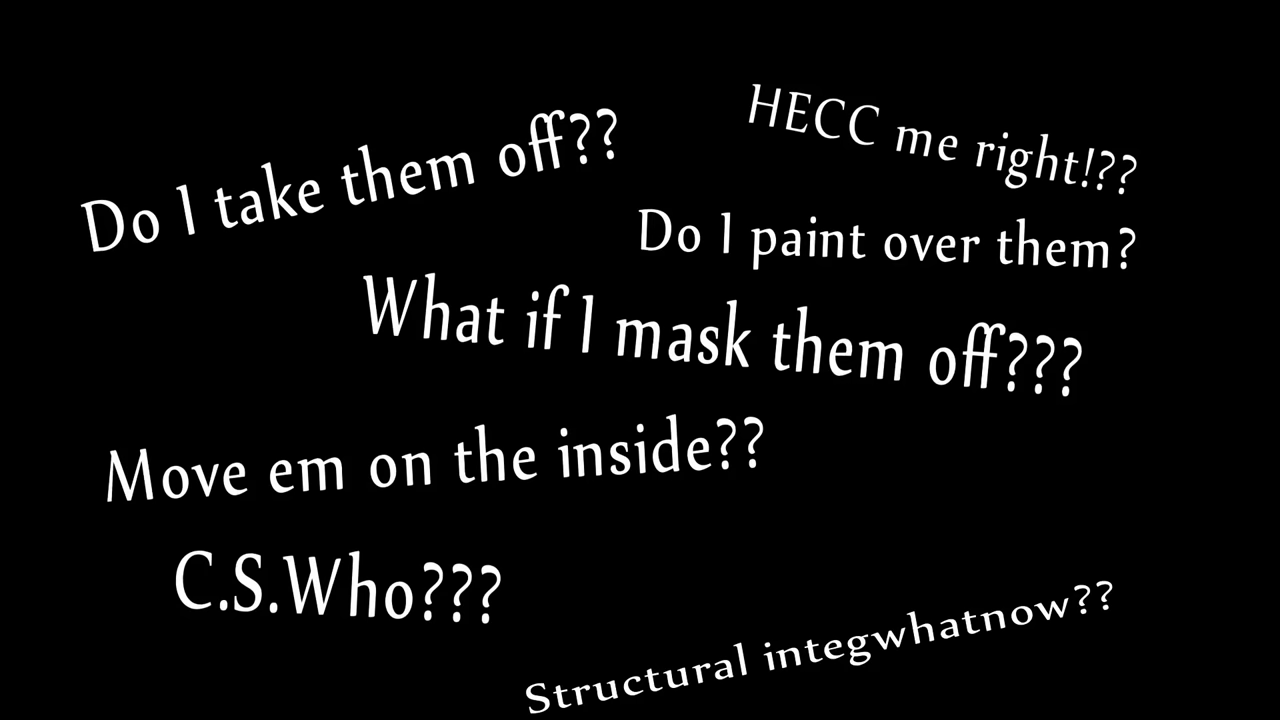 HECC me right!??
Do I take them off??
Do I paint over them?
What if I mask them off???
Move em on the inside??
C.S.Who???
Structural integwhatnow??